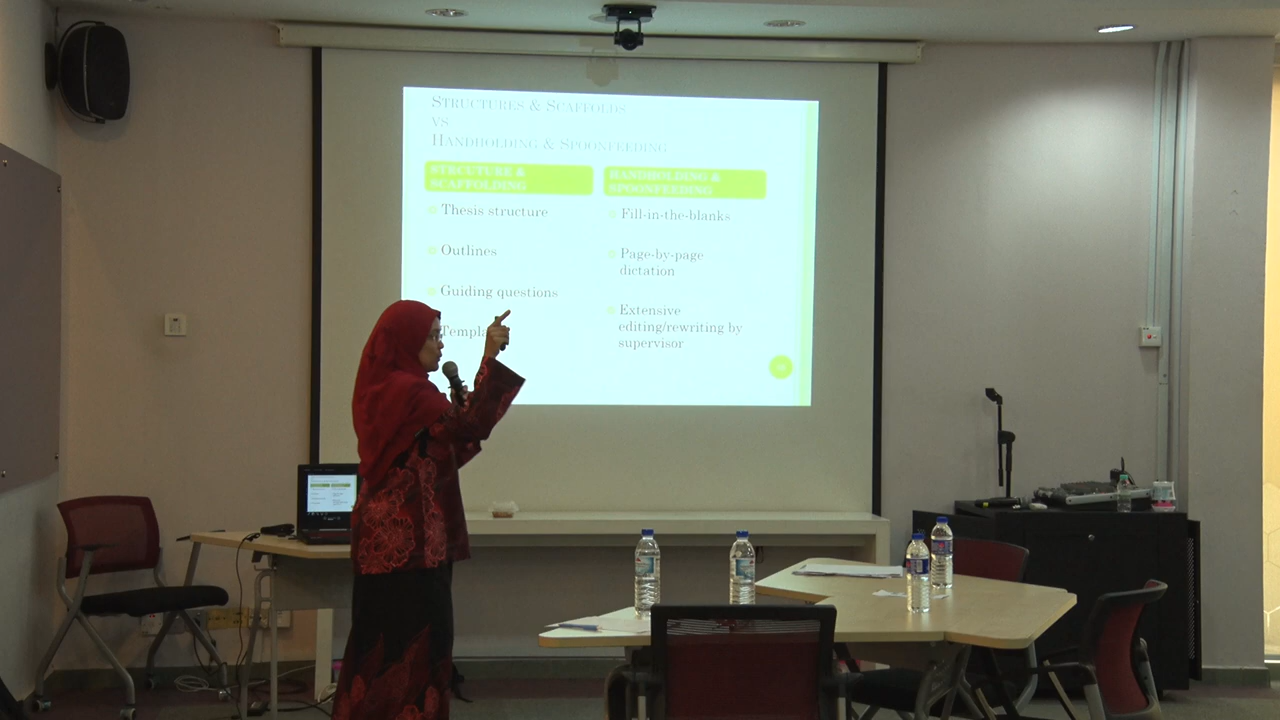 STRUCTURES & SCAFFOLDS
VS
HANDHOLDING & SPOONFEEDING
STRCUTURE &
SCAFFOLDING
Thesis structure
Outlines
Guiding questions
HANDHOLDING &
SPOONFEEDING
Fill-in-the-blanks
Page-by-page
dictation
Extensive
editing/rewriting by
supervisor